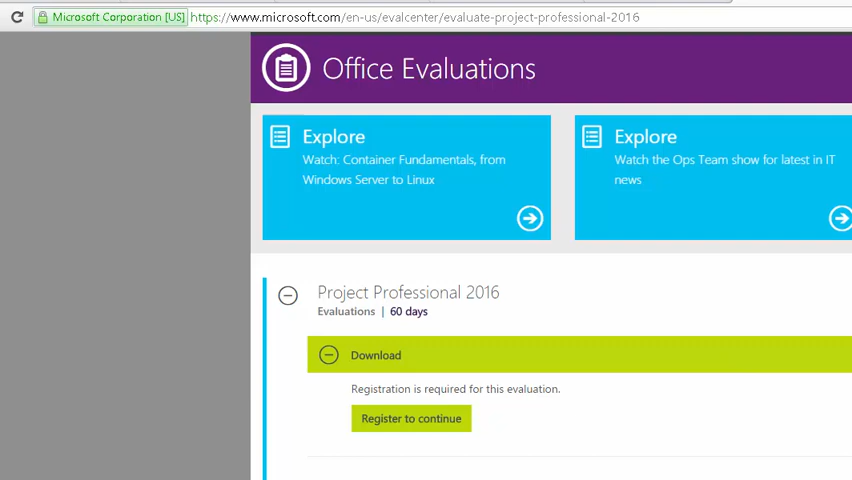 Microsoft Corporation [US] https://www.microsoft.com/en-us/evalcenter/evaluate-project-professional-2016
Office Evaluations
Explore
Watch: Container Fundamentals, from
Windows Server to Linux
Explore
Watch the Ops Team show for latest in IT
news
Project Professional 2016
Evaluations | 60 days
Download
Registration is required for this evaluation.
Register to continue